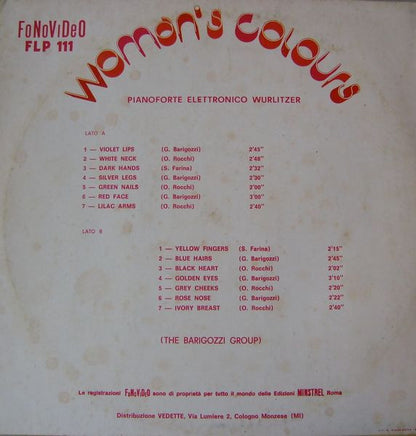 FoNoViDeO
FLP 111
Woman's Colours
PIANOFORTE ELETTRONICO WURLITZER
LATO A
1 — VIOLET LIPS (G. Barigozzi) 2'45"
2 — WHITE NECK (O. Rocchi) 2'48"
3 — DARK HANDS (S. Farina) 2'32"
4 — SILVER LEGS (G. Barigozzi) 2'30"
5 — GREEN NAILS (O. Rocchi) 3'00"
6 — RED FACE (G. Barigozzi) 3'00"
7 — LILAC ARMS (O. Rocchi) 2'40"
LATO B
1 — YELLOW FINGERS (S. Farina) 2'15"
2 — BLUE HAIRS (G. Barigozzi) 2'45"
3 — BLACK HEART (O. Rocchi) 2'02"
4 — GOLDEN EYES (G. Barigozzi) 3'10"
5 — GREY CHEEKS (O. Rocchi) 2'20"
6 — ROSE NOSE (G. Barigozzi) 2'22"
7 — IVORY BREAST (O. Rocchi) 2'40"
(THE BARIGOZZI GROUP)
Le registrazioni FoNoViDeO sono di proprietà per tutto il mondo delle Edizioni MINSTREL Roma
Distribuzione VEDETTE, Via Lumiere 2, Cologno Monzese (MI)